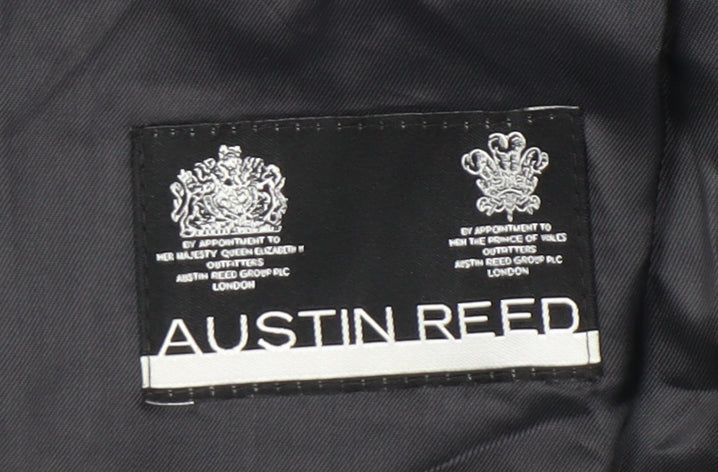 BY APPOINTMENT TO
HER MAJESTY QUEEN ELIZABETH II
OUTFITTERS
AUSTIN REED GROUP PLC
LONDON
BY APPOINTMENT TO
HRH THE PRINCE OF WALES
OUTFITTERS
AUSTIN REED GROUP PLC
LONDON
AUSTIN REED